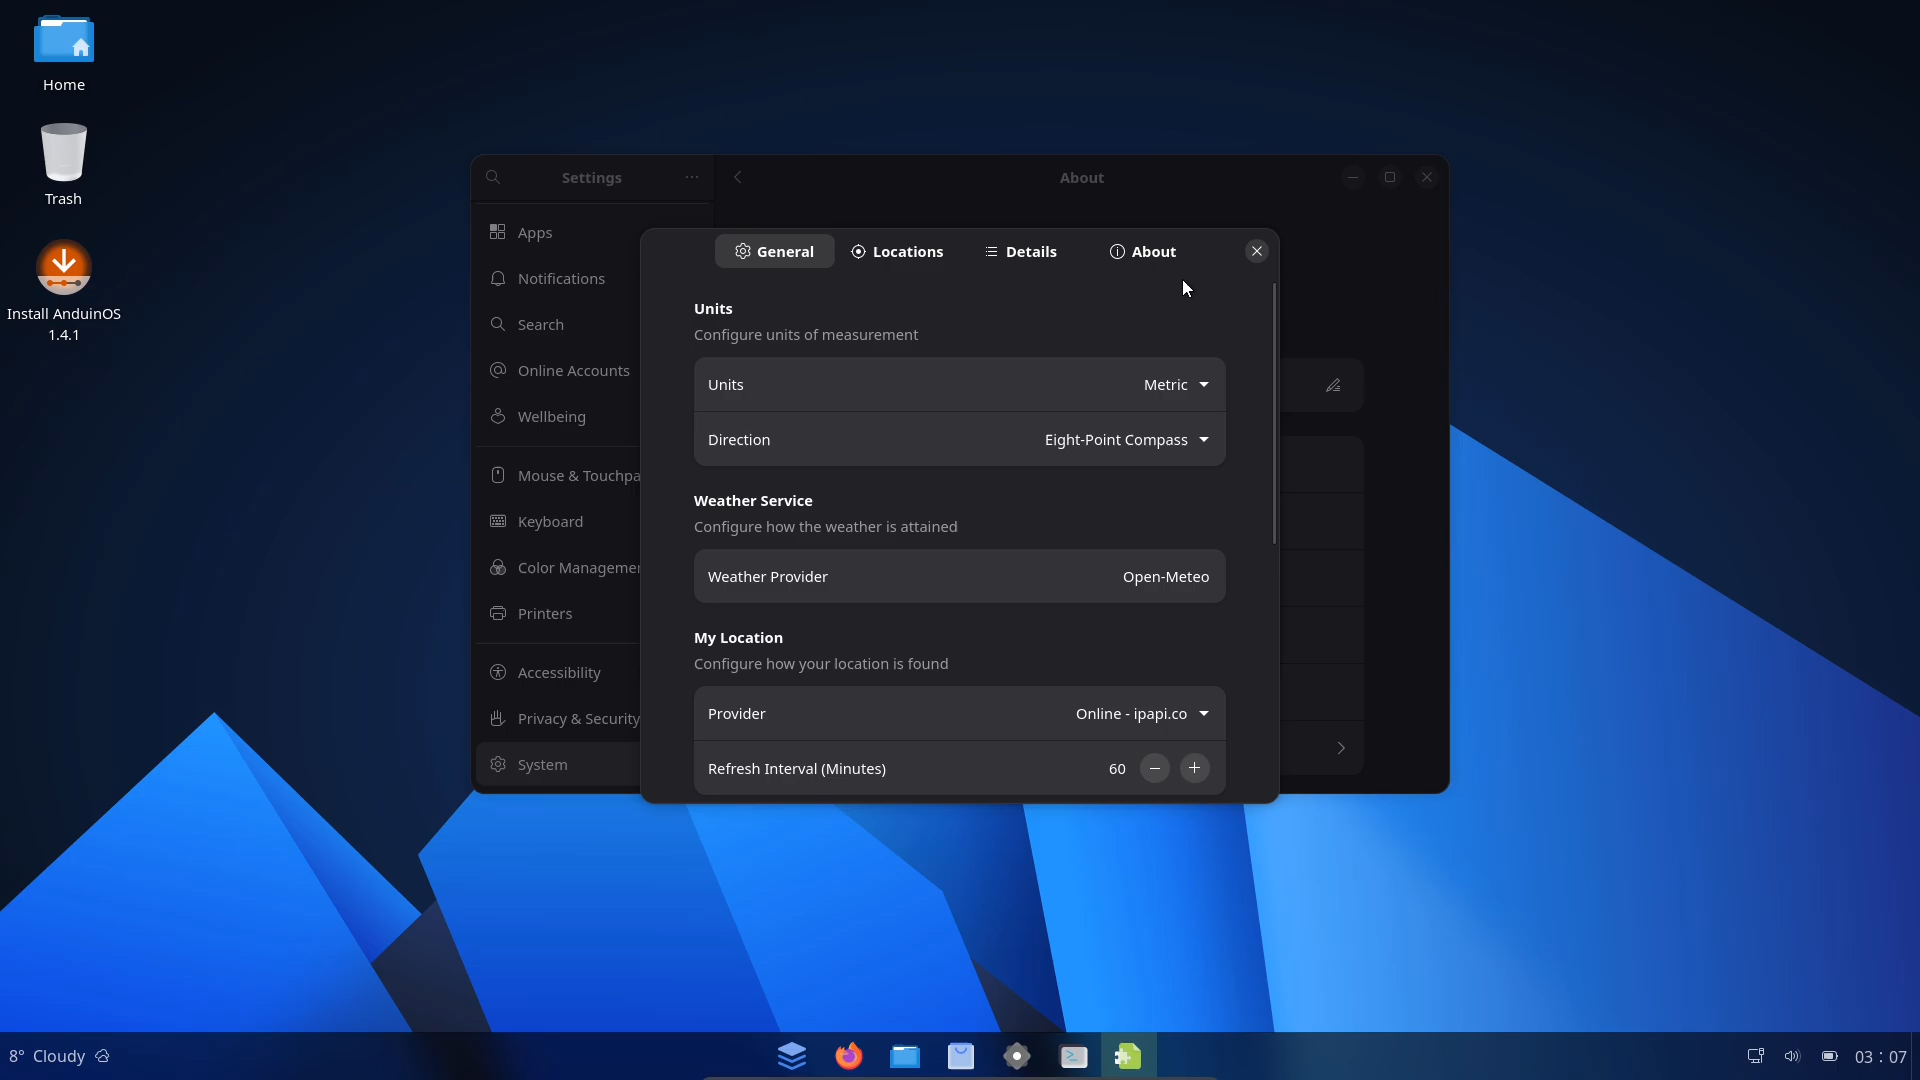 Home
Trash
Install AnduinOS
1.4.1
Settings
About
Apps
Notifications
Search
Online Accounts
Wellbeing
Mouse & Touchpa
Keyboard
Color Manageme
Printers
Accessibility
Privacy & Security
System
General
Locations
Details
About
Units
Configure units of measurement
Units
Metric
Direction
Eight-Point Compass
Weather Service
Configure how the weather is attained
Weather Provider
Open-Meteo
My Location
Configure how your location is found
Provider
Online - ipapi.co
Refresh Interval (Minutes)
60
8° Cloudy
03 : 07